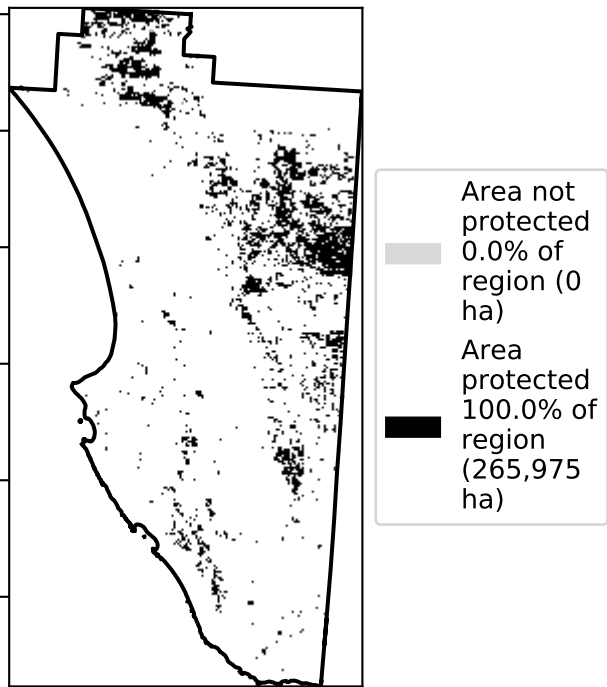 Area not
protected
0.0% of
region (0
ha)
Area
protected
100.0% of
region
(265,975
ha)